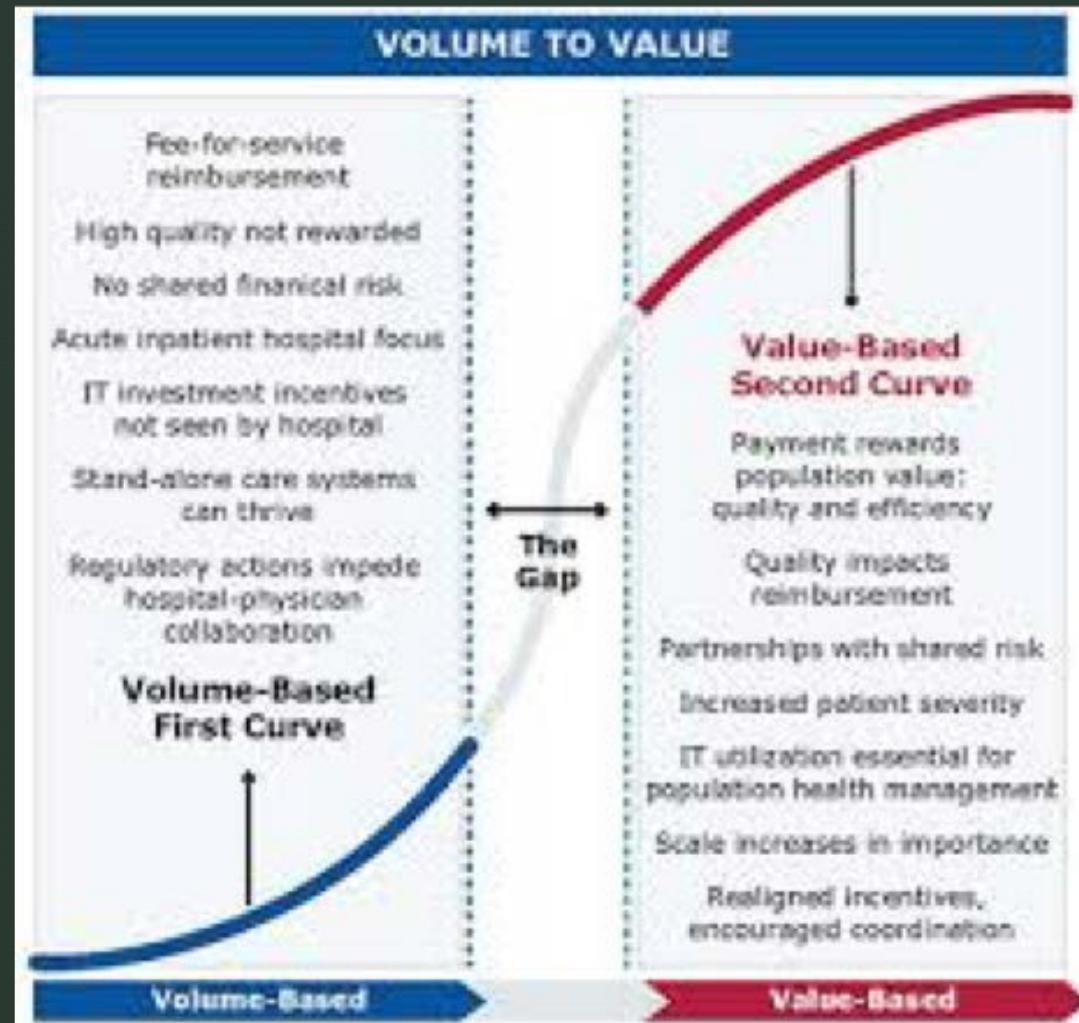 VOLUME TO VALUE
Fee-for-service
reimbursement
High quality not rewarded
No shared finanical risk
Acute inpatient hospital focus
IT investment incentives
not seen by hospital
Stand-alone care systems
can thrive
Regulatory actions impede
hospital-physician
collaboration
Volume-Based
First Curve
The
Gap
Value-Based
Second Curve
Payment rewards
population value:
quality and efficiency
Quality impacts
reimbursement
Partnerships with shared risk
Increased patient severity
IT utilization essential for
population health management
Scale increases in importance
Realigned incentives,
encouraged coordination
Volume-Based
Value-Based